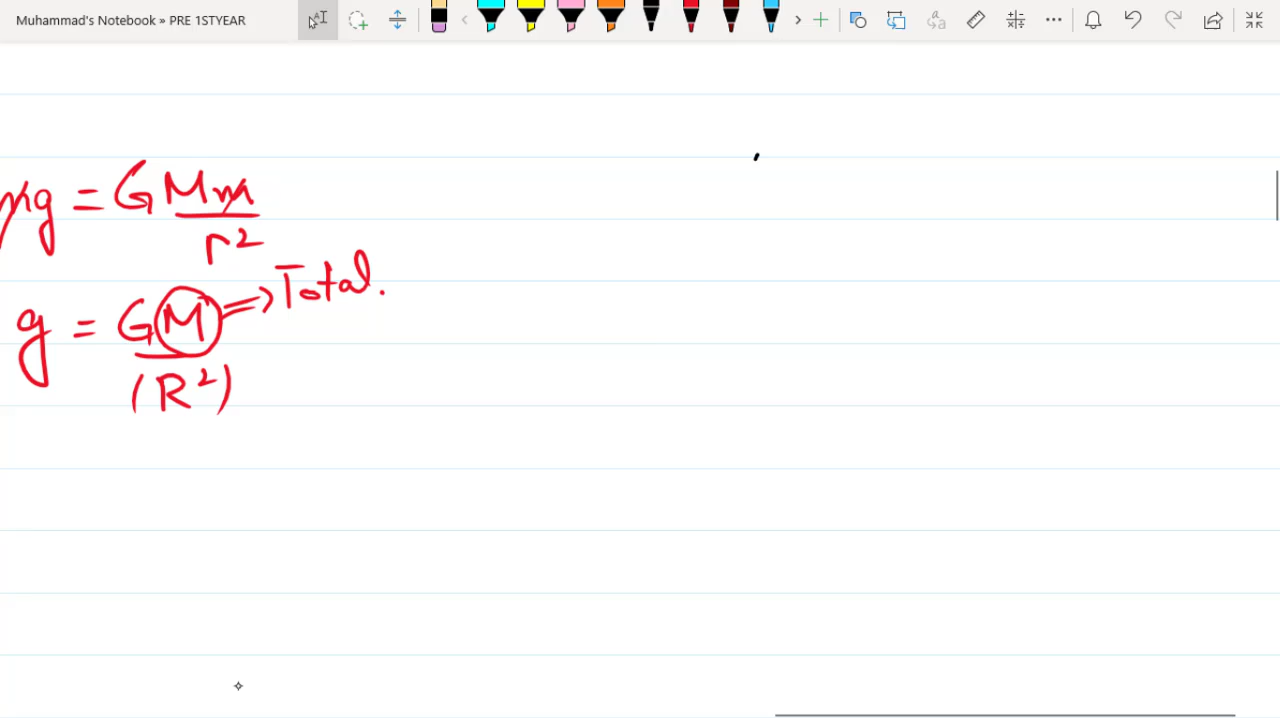 Muhammad's Notebook » PRE 1STYEAR
mg = GMm
r²
g = GM => Total.
(R²)